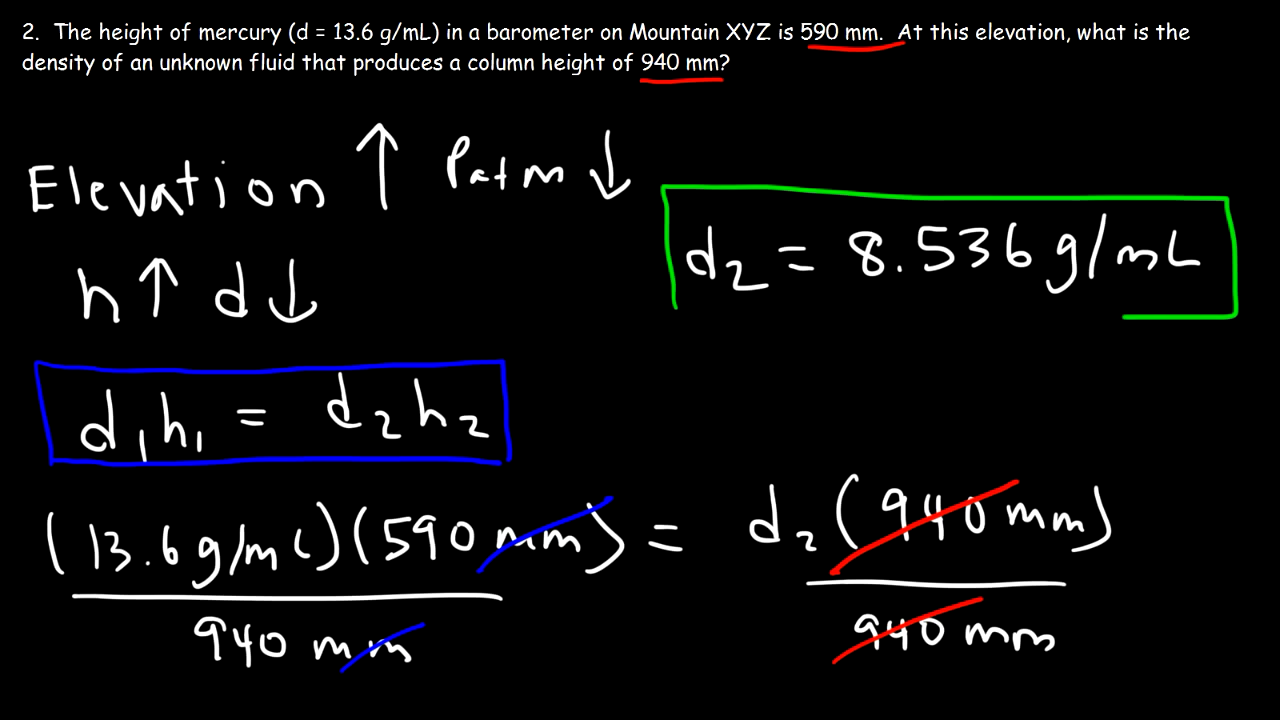 2. The height of mercury (d = 13.6 g/mL) in a barometer on Mountain XYZ is 590 mm. At this elevation, what is the
density of an unknown fluid that produces a column height of 940 mm?
Elevation ↑ Patm ↓
d₂ = 8.536 g/mL
h ↑ d ↓
d₁h₁ = d₂h₂
(13.6 g/mL)(590 mm) = d₂(940 mm)
940 mm 940 mm